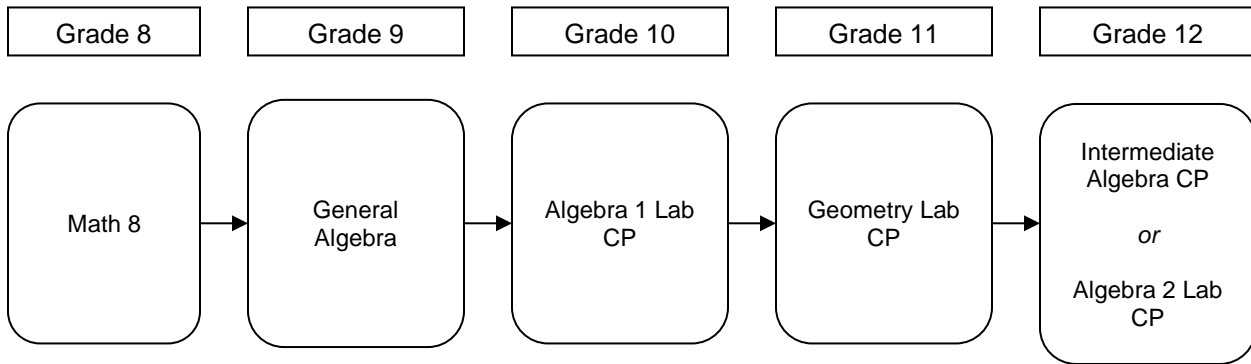 Grade 8
Grade 9
Grade 10
Grade 11
Grade 12
Math 8
General
Algebra
Algebra 1 Lab
CP
Geometry Lab
CP
Intermediate
Algebra CP
or
Algebra 2 Lab
CP